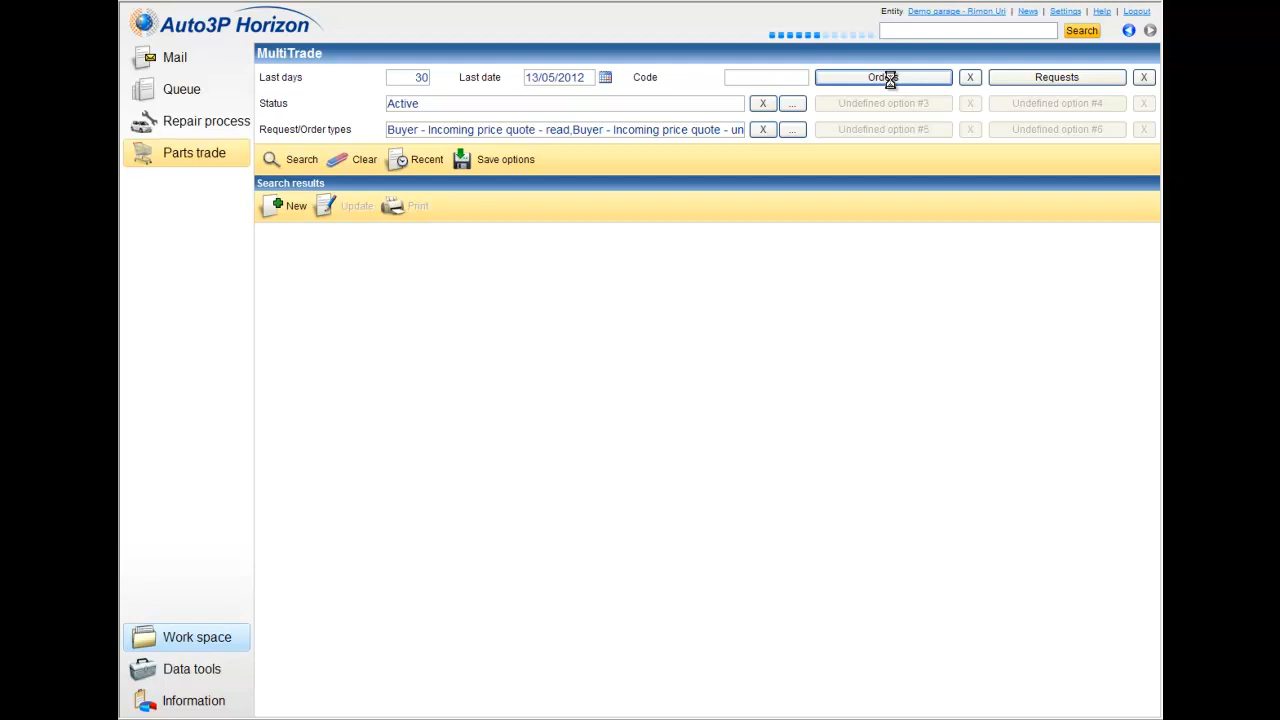 Auto3P Horizon
Entity Demo garage - Rimon Uri | News | Settings | Help | Logout
Search
Mail
Queue
Repair process
Parts trade
MultiTrade
Last days 30 Last date 13/05/2012 Code X Requests X
Status Active X ... Undefined option #3 X Undefined option #4 X
Request/Order types Buyer - Incoming price quote - read,Buyer - Incoming price quote - un X ... Undefined option #5 X Undefined option #6 X
Search Clear Recent Save options
Search results
New Update Print
Work space
Data tools
Information